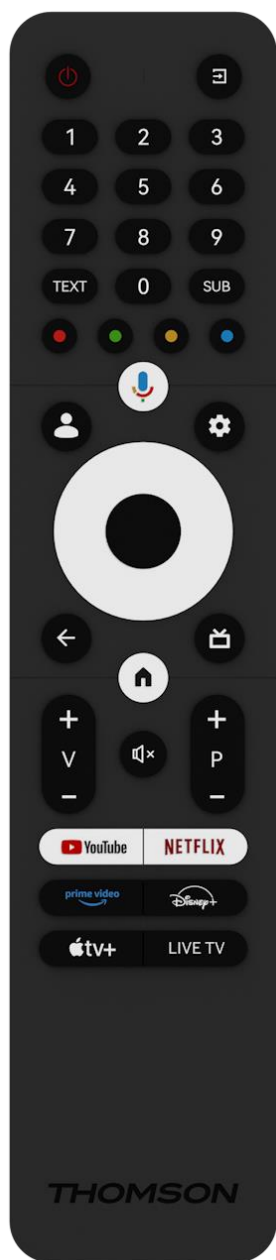 1 2 3
4 5 6
7 8 9
TEXT 0 SUB
+ +
V P
- -
YouTube NETFLIX
prime video Disney+
tv+ LIVE TV
THOMSON